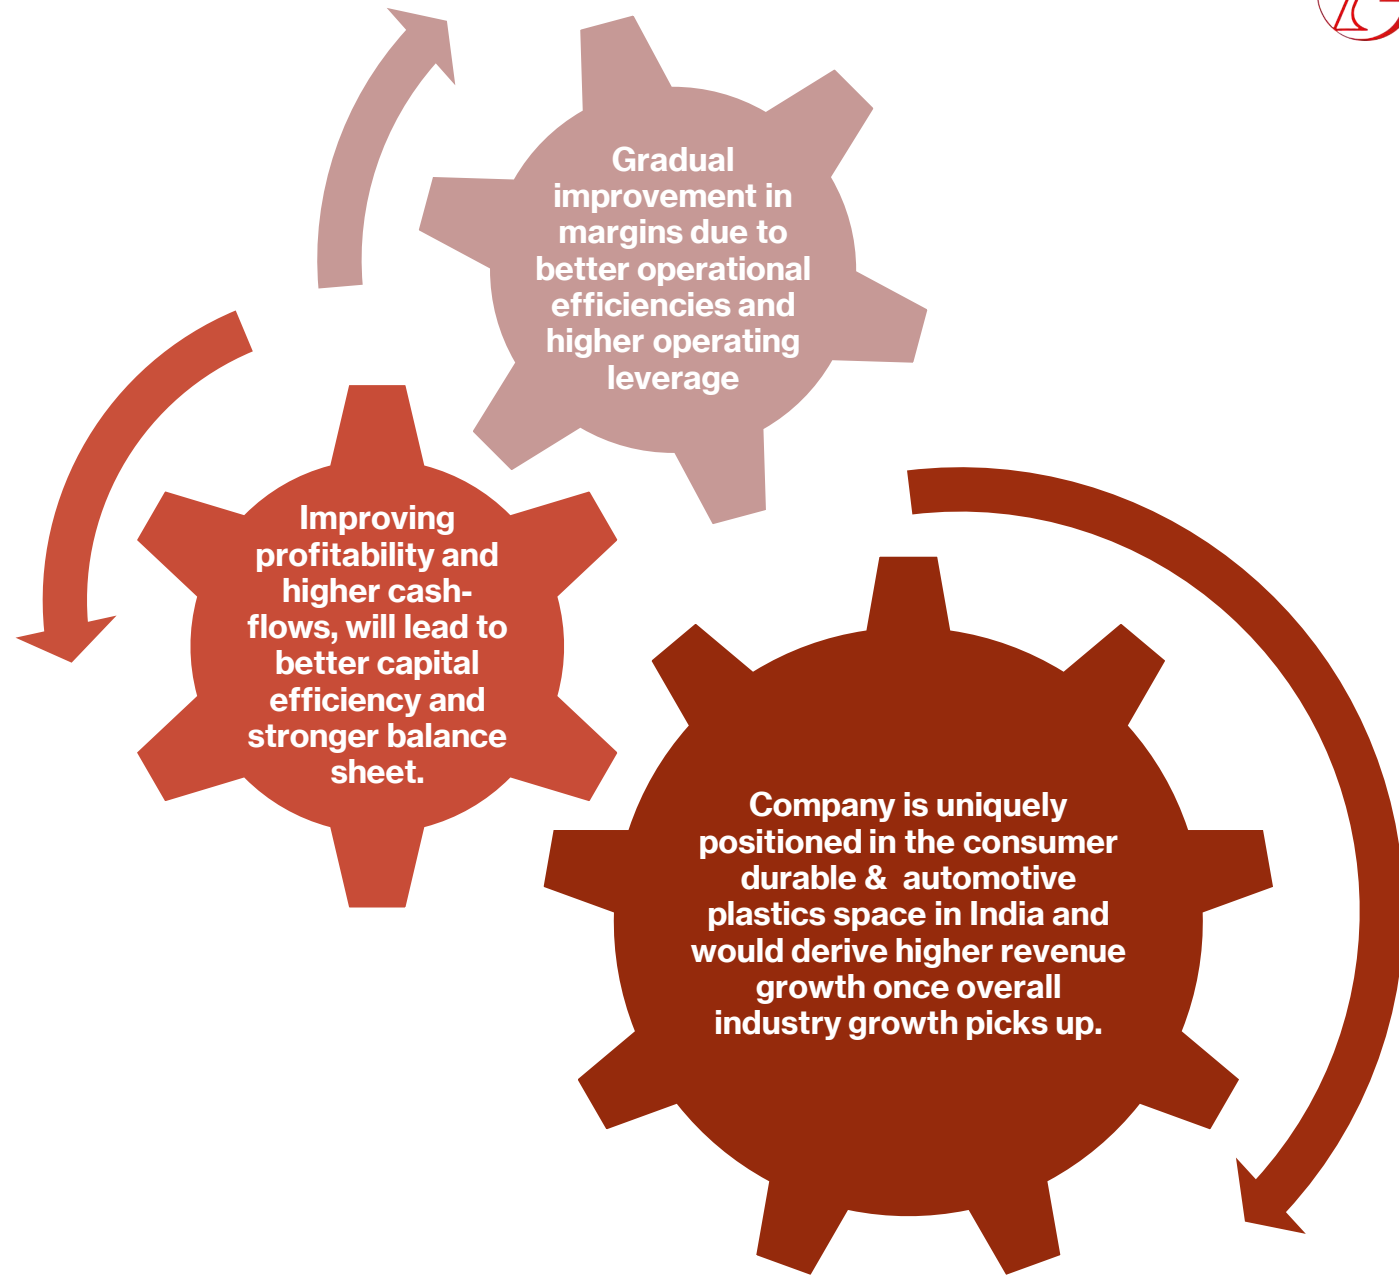 Gradual
improvement in
margins due to
better operational
efficiencies and
higher operating
leverage
Improving
profitability and
higher cash-
flows, will lead to
better capital
efficiency and
stronger balance
sheet.
Company is uniquely
positioned in the consumer
durable &  automotive
plastics space in India and
would derive higher revenue
growth once overall
industry growth picks up.